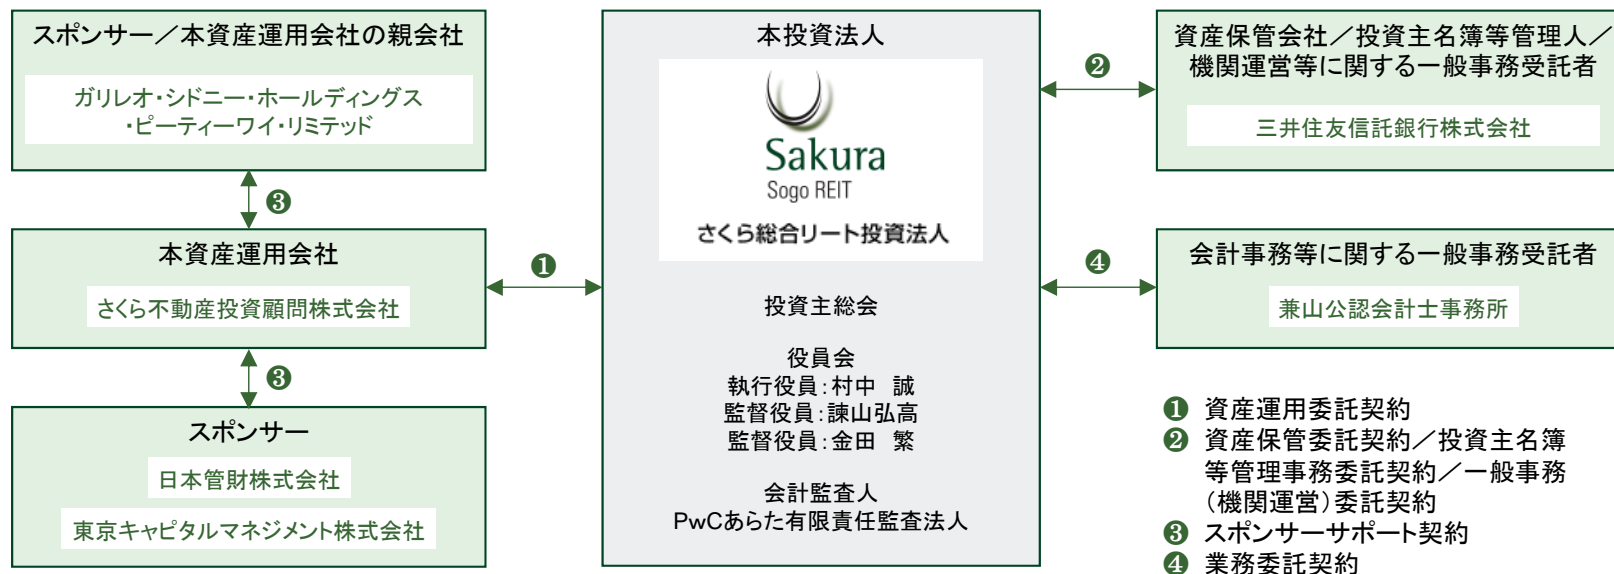 スポンサー／本資産運用会社の親会社
ガリレオ・シドニー・ホールディングス
・ピーティーワイ・リミテッド
❸
本資産運用会社
さくら不動産投資顧問株式会社
❸
スポンサー
日本管財株式会社
東京キャピタルマネジメント株式会社
❶
本投資法人
Sakura
Sogo REIT
さくら総合リート投資法人
投資主総会
役員会
執行役員：村中　誠
監督役員：諫山弘高
監督役員：金田　繁
会計監査人
PwCあらた有限責任監査法人
❷
資産保管会社／投資主名簿等管理人／
機関運営等に関する一般事務受託者
三井住友信託銀行株式会社
❹
会計事務等に関する一般事務受託者
兼山公認会計士事務所
❶ 資産運用委託契約
❷ 資産保管委託契約／投資主名簿
等管理事務委託契約／一般事務
（機関運営）委託契約
❸ スポンサーサポート契約
❹ 業務委託契約